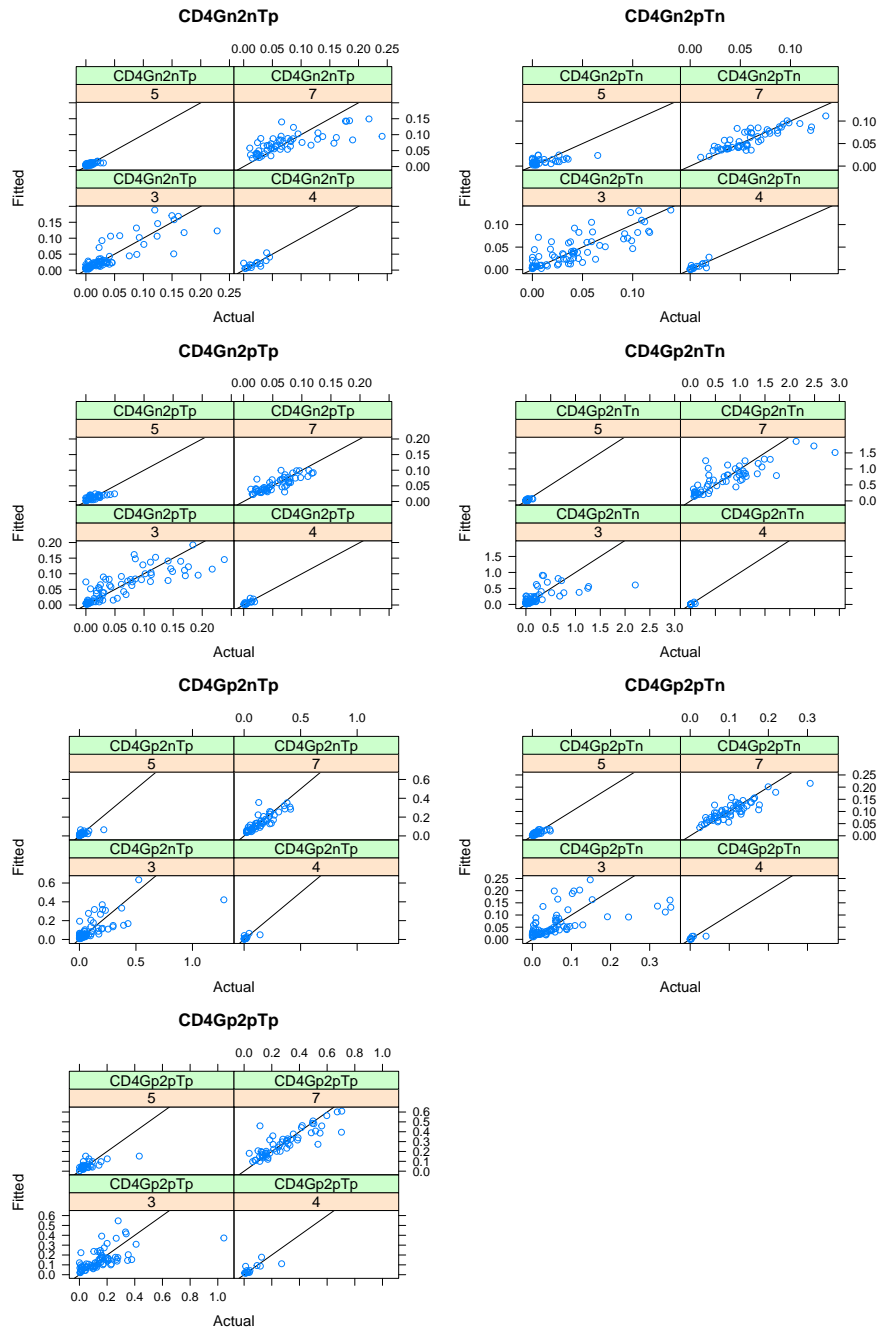 CD4Gn2nTp CD4Gn2pTn
0.00 0.05 0.10 0.15 0.20 0.25 0.00 0.05 0.10
CD4Gn2nTp CD4Gn2nTp CD4Gn2pTn CD4Gn2pTn
5 7 5 7
0.15 0.10 0.05 0.00 0.10 0.05 0.00
CD4Gn2nTp CD4Gn2nTp CD4Gn2pTn CD4Gn2pTn
3 4 3 4
0.15 0.10 0.05 0.00 0.10 0.05 0.00
0.00 0.05 0.10 0.15 0.20 0.25 0.00 0.10
Fitted Fitted
Actual Actual
CD4Gn2pTp CD4Gp2nTn
0.00 0.05 0.10 0.20 0.0 0.5 1.0 1.5 2.0 2.5 3.0
CD4Gn2pTp CD4Gn2pTp CD4Gp2nTn CD4Gp2nTn
5 7 5 7
0.20 0.15 0.10 0.05 0.00 1.5 1.0 0.5 0.0
CD4Gn2pTp CD4Gn2pTp CD4Gp2nTn CD4Gp2nTn
3 4 3 4
0.20 0.15 0.10 0.05 0.00 1.5 1.0 0.5 0.0
0.00 0.05 0.10 0.20 0.0 0.5 1.0 1.5 2.0 2.5 3.0
Fitted Fitted
Actual Actual
CD4Gp2nTp CD4Gp2pTn
0.0 0.5 1.0 0.0 0.1 0.2 0.3
CD4Gp2nTp CD4Gp2nTp CD4Gp2pTn CD4Gp2pTn
5 7 5 7
0.6 0.4 0.2 0.0 0.25 0.20 0.15 0.10 0.05 0.00
CD4Gp2nTp CD4Gp2nTp CD4Gp2pTn CD4Gp2pTn
3 4 3 4
0.6 0.4 0.2 0.0 0.25 0.20 0.15 0.10 0.05 0.00
0.0 0.5 1.0 0.0 0.1 0.2 0.3
Fitted Fitted
Actual Actual
CD4Gp2pTp
0.0 0.2 0.4 0.6 0.8 1.0
CD4Gp2pTp CD4Gp2pTp
5 7
0.6 0.5 0.4 0.3 0.2 0.1 0.0
CD4Gp2pTp CD4Gp2pTp
3 4
0.6 0.5 0.4 0.3 0.2 0.1 0.0
0.0 0.2 0.4 0.6 0.8 1.0
Fitted
Actual